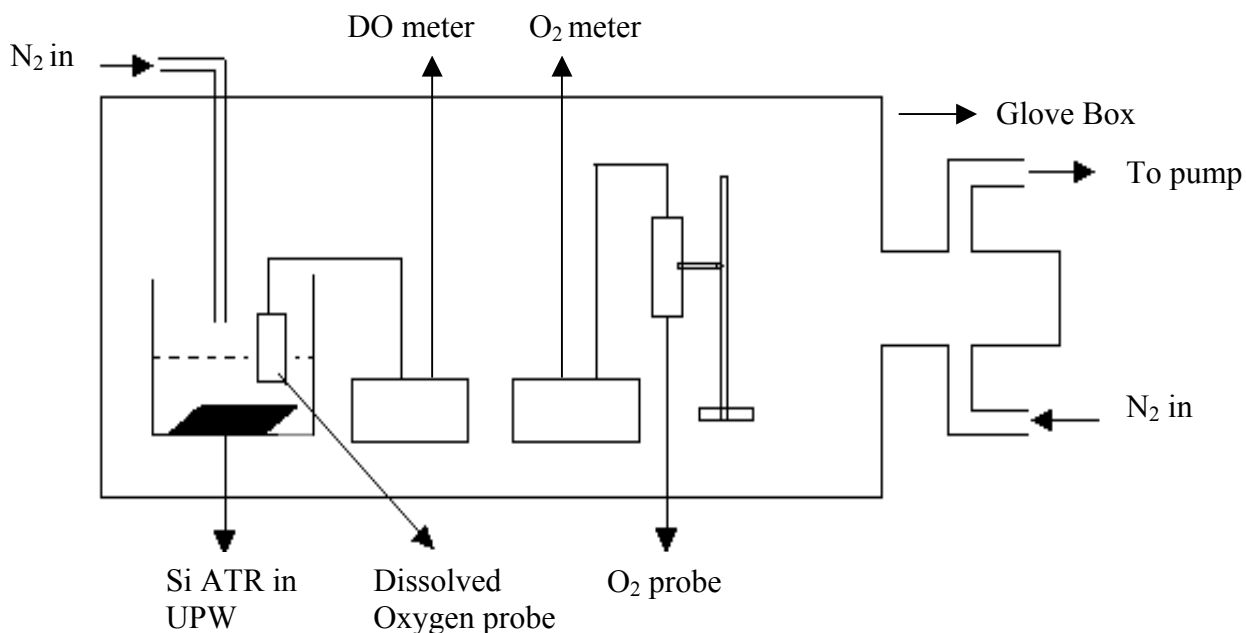 DO meter
O₂ meter
N₂ in
Glove Box
To pump
N₂ in
Si ATR in
UPW
Dissolved
Oxygen probe
O₂ probe